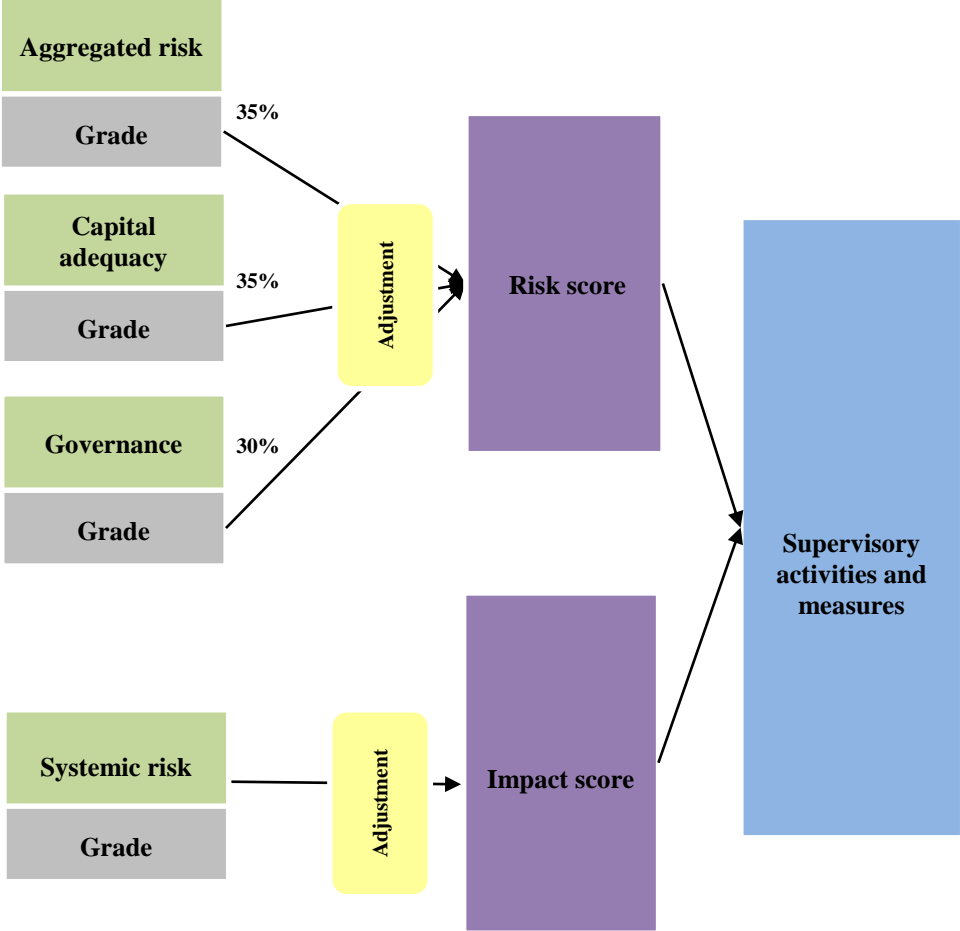 Aggregated risk
35%
Grade
Capital
adequacy
35%
Grade
Adjustment
Risk score
Governance
30%
Grade
Supervisory
activities and
measures
Systemic risk
Grade
Adjustment
Impact score